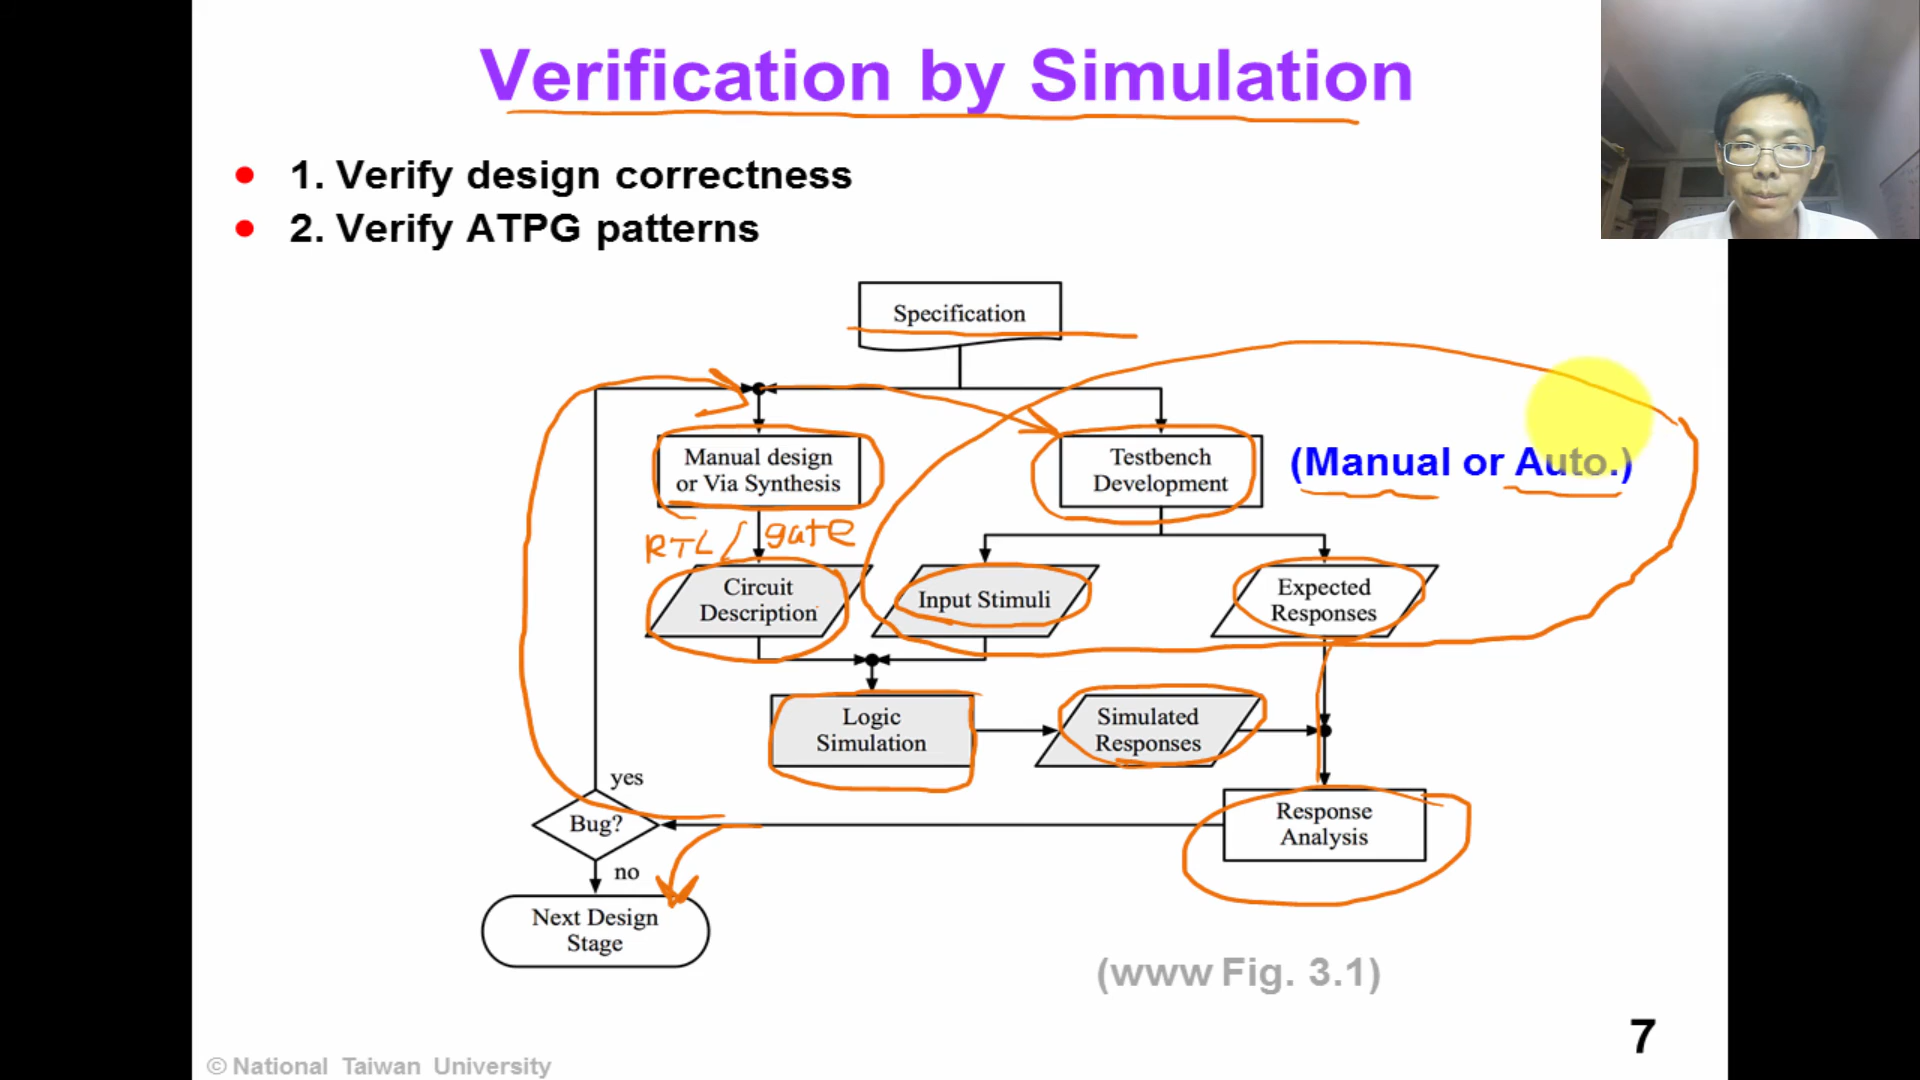 Verification by Simulation
1. Verify design correctness
2. Verify ATPG patterns
Specification
Manual design
or Via Synthesis
Testbench
Development
(Manual or Auto.)
RTL / gate
Circuit
Description
Input Stimuli
Expected
Responses
Logic
Simulation
Simulated
Responses
yes
Bug?
Response
Analysis
no
Next Design
Stage
(www Fig. 3.1)
7
© National Taiwan University